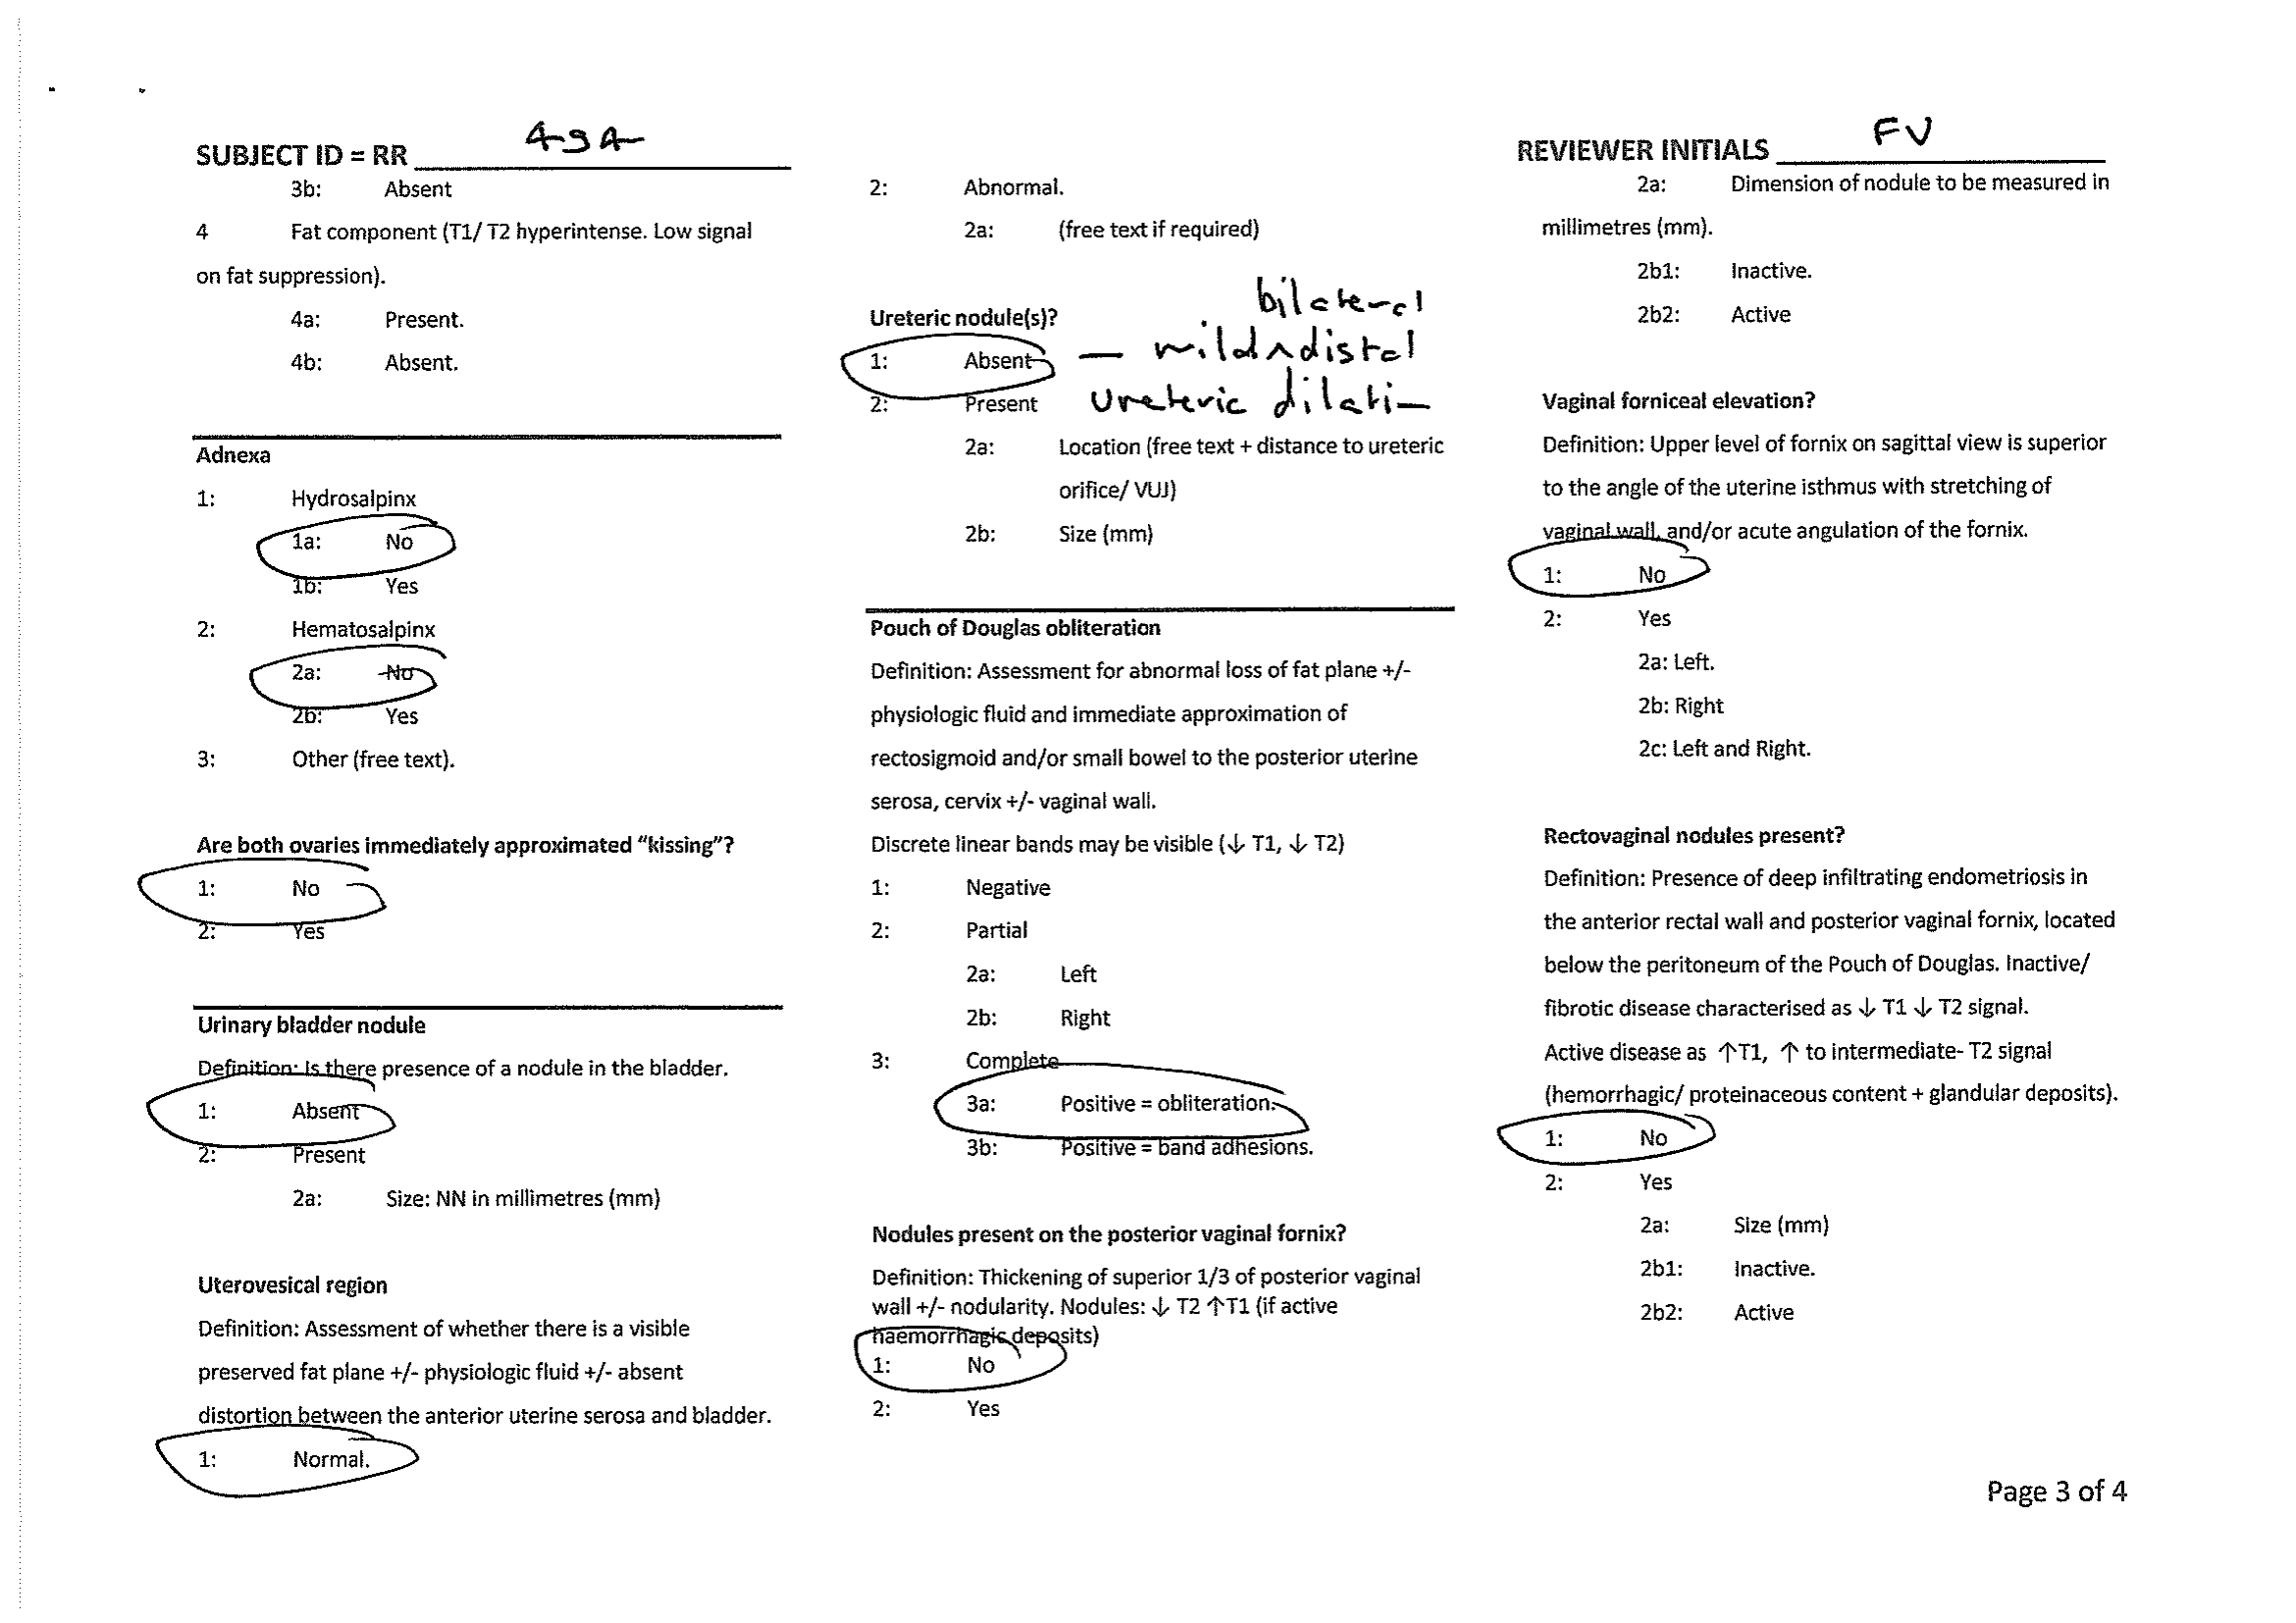 SUBJECT ID = RR 494
3b: Absent
4 Fat component (T1/ T2 hyperintense. Low signal
on fat suppression).
4a: Present.
4b: Absent.
Adnexa
1: Hydrosalpinx
1a: No
1b: Yes
2: Hematosalpinx
2a: No
2b: Yes
3: Other (free text).
Are both ovaries immediately approximated “kissing”?
1: No
2: Yes
Urinary bladder nodule
Definition: Is there presence of a nodule in the bladder.
1: Absent
2: Present
2a: Size: NN in millimetres (mm)
Uterovesical region
Definition: Assessment of whether there is a visible
preserved fat plane +/- physiologic fluid +/- absent
distortion between the anterior uterine serosa and bladder.
1: Normal.
2: Abnormal.
2a: (free text if required)
Ureteric nodule(s)?
bilateral
1: Absent — mild ^ distal
2: Present ureteric dilati
2a: Location (free text + distance to ureteric
orifice/ VUJ)
2b: Size (mm)
Pouch of Douglas obliteration
Definition: Assessment for abnormal loss of fat plane +/-
physiologic fluid and immediate approximation of
rectosigmoid and/or small bowel to the posterior uterine
serosa, cervix +/- vaginal wall.
Discrete linear bands may be visible (↓ T1, ↓ T2)
1: Negative
2: Partial
2a: Left
2b: Right
3: Complete
3a: Positive = obliteration.
3b: Positive = band adhesions.
Nodules present on the posterior vaginal fornix?
Definition: Thickening of superior 1/3 of posterior vaginal
wall +/- nodularity. Nodules: ↓ T2 ↑T1 (if active
haemorrhagic deposits)
1: No
2: Yes
REVIEWER INITIALS FV
2a: Dimension of nodule to be measured in
millimetres (mm).
2b1: Inactive.
2b2: Active
Vaginal forniceal elevation?
Definition: Upper level of fornix on sagittal view is superior
to the angle of the uterine isthmus with stretching of
vaginal wall, and/or acute angulation of the fornix.
1: No
2: Yes
2a: Left.
2b: Right
2c: Left and Right.
Rectovaginal nodules present?
Definition: Presence of deep infiltrating endometriosis in
the anterior rectal wall and posterior vaginal fornix, located
below the peritoneum of the Pouch of Douglas. Inactive/
fibrotic disease characterised as ↓ T1 ↓ T2 signal.
Active disease as ↑T1, ↑ to intermediate- T2 signal
(hemorrhagic/ proteinaceous content + glandular deposits).
1: No
2: Yes
2a: Size (mm)
2b1: Inactive.
2b2: Active
Page 3 of 4